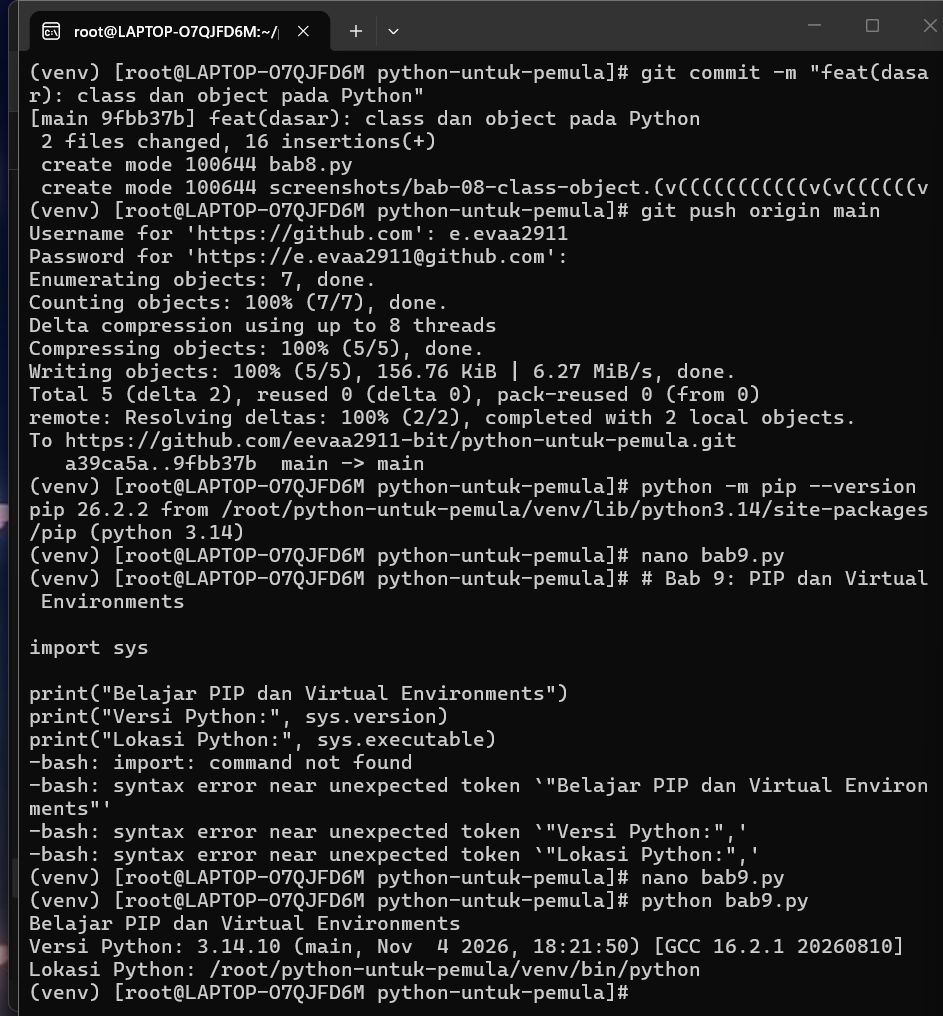 root@LAPTOP-O7QJFD6M:~/
(venv) [root@LAPTOP-O7QJFD6M python-untuk-pemula]# git commit -m "feat(dasa
r): class dan object pada Python"
[main 9fbb37b] feat(dasar): class dan object pada Python
 2 files changed, 16 insertions(+)
 create mode 100644 bab8.py
 create mode 100644 screenshots/bab-08-class-object.(v(((((((((((v(v((((((v
(venv) [root@LAPTOP-O7QJFD6M python-untuk-pemula]# git push origin main
Username for 'https://github.com': e.evaa2911
Password for 'https://e.evaa2911@github.com':
Enumerating objects: 7, done.
Counting objects: 100% (7/7), done.
Delta compression using up to 8 threads
Compressing objects: 100% (5/5), done.
Writing objects: 100% (5/5), 156.76 KiB | 6.27 MiB/s, done.
Total 5 (delta 2), reused 0 (delta 0), pack-reused 0 (from 0)
remote: Resolving deltas: 100% (2/2), completed with 2 local objects.
To https://github.com/eevaa2911-bit/python-untuk-pemula.git
   a39ca5a..9fbb37b  main -> main
(venv) [root@LAPTOP-O7QJFD6M python-untuk-pemula]# python -m pip --version
pip 26.2.2 from /root/python-untuk-pemula/venv/lib/python3.14/site-packages
/pip (python 3.14)
(venv) [root@LAPTOP-O7QJFD6M python-untuk-pemula]# nano bab9.py
(venv) [root@LAPTOP-O7QJFD6M python-untuk-pemula]# # Bab 9: PIP dan Virtual
 Environments
import sys
print("Belajar PIP dan Virtual Environments")
print("Versi Python:", sys.version)
print("Lokasi Python:", sys.executable)
-bash: import: command not found
-bash: syntax error near unexpected token `"Belajar PIP dan Virtual Environ
ments"'
-bash: syntax error near unexpected token `"Versi Python:",'
-bash: syntax error near unexpected token `"Lokasi Python:",'
(venv) [root@LAPTOP-O7QJFD6M python-untuk-pemula]# nano bab9.py
(venv) [root@LAPTOP-O7QJFD6M python-untuk-pemula]# python bab9.py
Belajar PIP dan Virtual Environments
Versi Python: 3.14.10 (main, Nov  4 2026, 18:21:50) [GCC 16.2.1 20260810]
Lokasi Python: /root/python-untuk-pemula/venv/bin/python
(venv) [root@LAPTOP-O7QJFD6M python-untuk-pemula]#